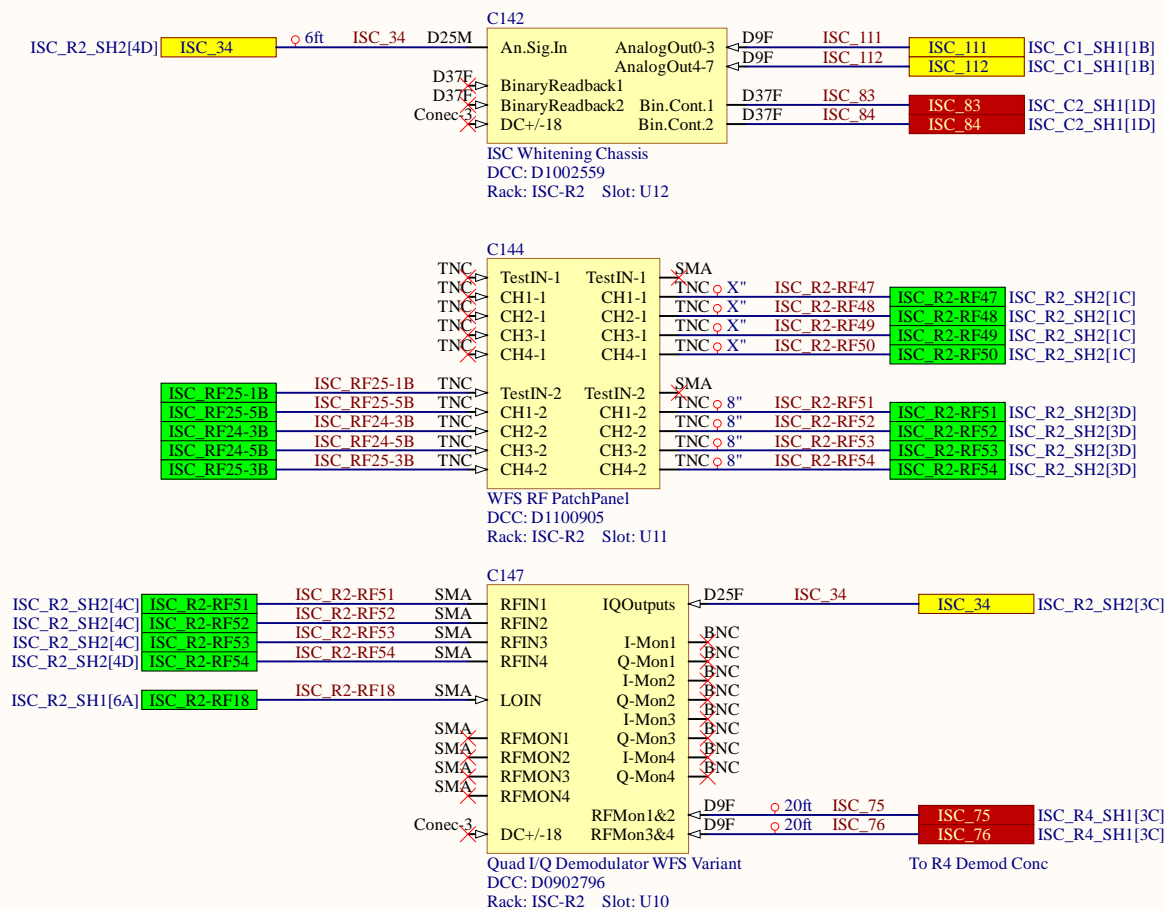 C142
ISC_R2_SH2[4D] ISC_34 6ft ISC_34 D25M An.Sig.In AnalogOut0-3 D9F ISC_111 ISC_111 ISC_C1_SH1[1B]
AnalogOut4-7 D9F ISC_112 ISC_112 ISC_C1_SH1[1B]
D37F BinaryReadback1
D37F BinaryReadback2 Bin.Cont.1 D37F ISC_83 ISC_83 ISC_C2_SH1[1D]
Conec-3 DC+/-18 Bin.Cont.2 D37F ISC_84 ISC_84 ISC_C2_SH1[1D]
ISC Whitening Chassis
DCC: D1002559
Rack: ISC-R2 Slot: U12
C144
TNC TestIN-1 TestIN-1 SMA
TNC CH1-1 CH1-1 TNC X" ISC_R2-RF47 ISC_R2-RF47 ISC_R2_SH2[1C]
TNC CH2-1 CH2-1 TNC X" ISC_R2-RF48 ISC_R2-RF48 ISC_R2_SH2[1C]
TNC CH3-1 CH3-1 TNC X" ISC_R2-RF49 ISC_R2-RF49 ISC_R2_SH2[1C]
TNC CH4-1 CH4-1 TNC X" ISC_R2-RF50 ISC_R2-RF50 ISC_R2_SH2[1C]
ISC_RF25-1B ISC_RF25-1B TNC TestIN-2 TestIN-2 SMA
ISC_RF25-5B ISC_RF25-5B TNC CH1-2 CH1-2 TNC 8" ISC_R2-RF51 ISC_R2-RF51 ISC_R2_SH2[3D]
ISC_RF24-3B ISC_RF24-3B TNC CH2-2 CH2-2 TNC 8" ISC_R2-RF52 ISC_R2-RF52 ISC_R2_SH2[3D]
ISC_RF24-5B ISC_RF24-5B TNC CH3-2 CH3-2 TNC 8" ISC_R2-RF53 ISC_R2-RF53 ISC_R2_SH2[3D]
ISC_RF25-3B ISC_RF25-3B TNC CH4-2 CH4-2 TNC 8" ISC_R2-RF54 ISC_R2-RF54 ISC_R2_SH2[3D]
WFS RF PatchPanel
DCC: D1100905
Rack: ISC-R2 Slot: U11
C147
ISC_R2_SH2[4C] ISC_R2-RF51 ISC_R2-RF51 SMA RFIN1 IQOutputs D25F ISC_34 ISC_34 ISC_R2_SH2[3C]
ISC_R2_SH2[4C] ISC_R2-RF52 ISC_R2-RF52 SMA RFIN2
ISC_R2_SH2[4C] ISC_R2-RF53 ISC_R2-RF53 SMA RFIN3 I-Mon1 BNC
ISC_R2_SH2[4D] ISC_R2-RF54 ISC_R2-RF54 SMA RFIN4 Q-Mon1 BNC
I-Mon2 BNC
ISC_R2_SH1[6A] ISC_R2-RF18 ISC_R2-RF18 SMA LOIN Q-Mon2 BNC
I-Mon3 BNC
SMA RFMON1 Q-Mon3 BNC
SMA RFMON2 I-Mon4 BNC
SMA RFMON3 Q-Mon4 BNC
SMA RFMON4
RFMon1&2 D9F 20ft ISC_75 ISC_75 ISC_R4_SH1[3C]
Conec-3 DC+/-18 RFMon3&4 D9F 20ft ISC_76 ISC_76 ISC_R4_SH1[3C]
Quad I/Q Demodulator WFS Variant To R4 Demod Conc
DCC: D0902796
Rack: ISC-R2 Slot: U10